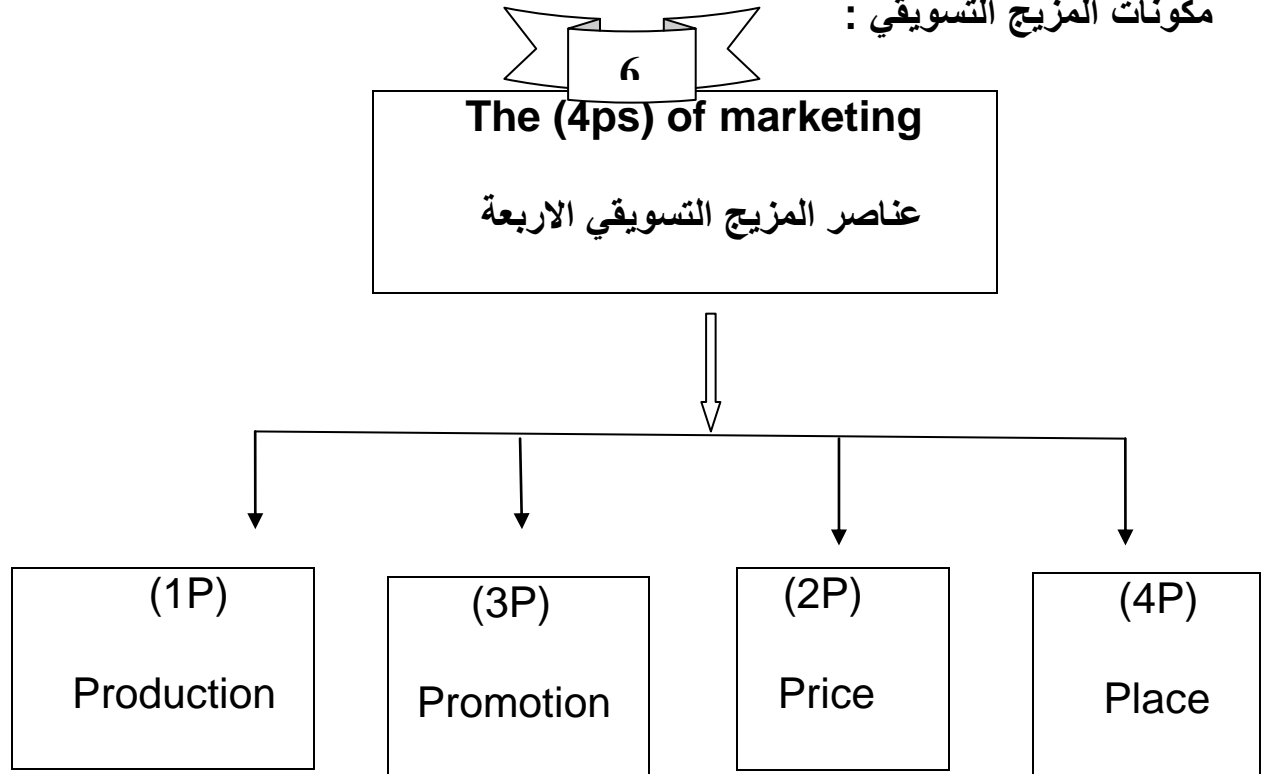 مكونات المزيج التسويقي :
6
The (4ps) of marketing
عناصر المزيج التسويقي الاربعة
(1P)
Production
(3P)
Promotion
(2P)
Price
(4P)
Place